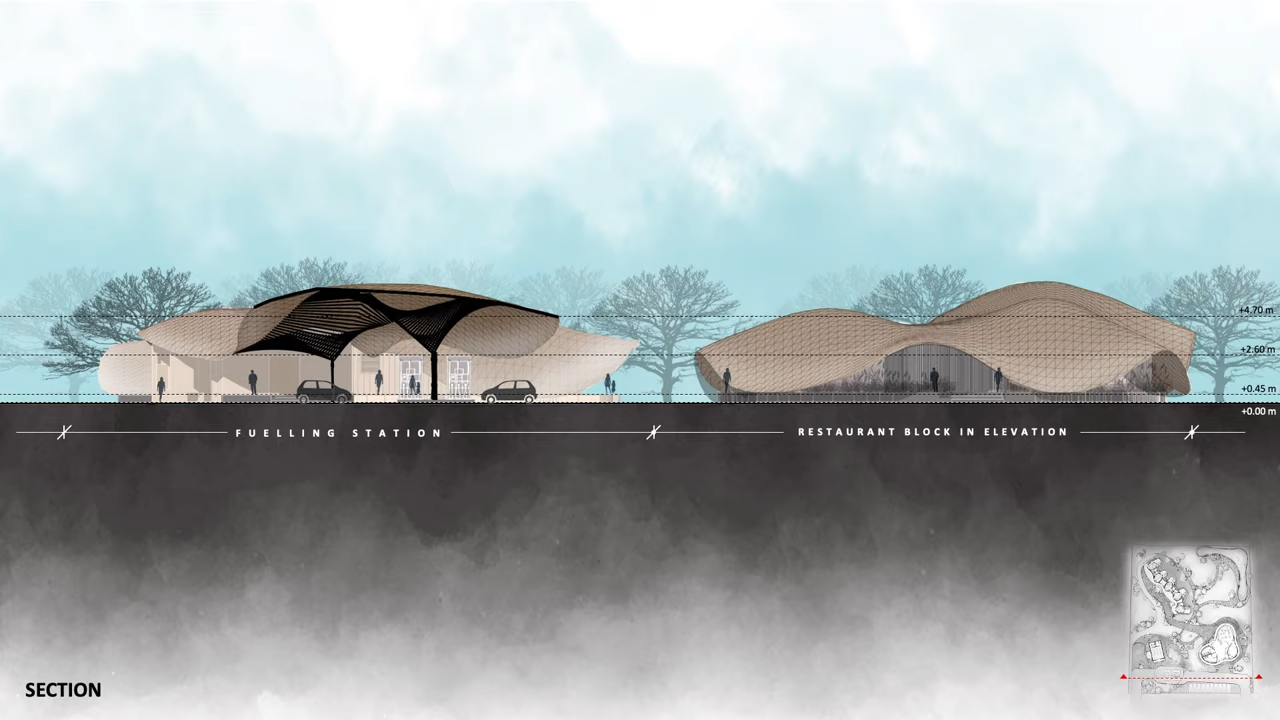 +4.70 m
+2.60 m
+0.45 m
+0.00 m
FUELLING STATION
RESTAURANT BLOCK IN ELEVATION
SECTION